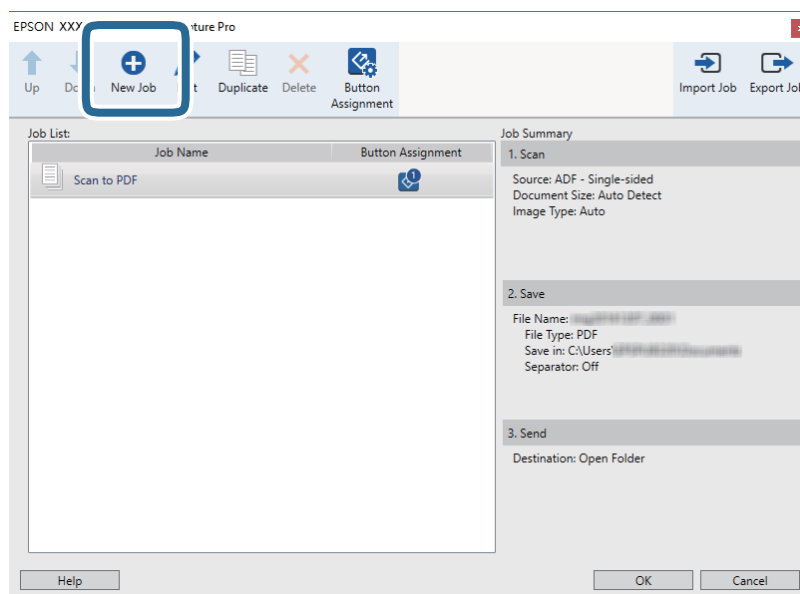 EPSON XXX ture Pro
Up
New Job
Duplicate
Delete
Button
Assignment
Import Job
Export Job
Job List:
Job Name
Button Assignment
Scan to PDF
1
Job Summary
1. Scan
Source: ADF - Single-sided
Document Size: Auto Detect
Image Type: Auto
2. Save
File Name:
File Type: PDF
Save in: C:\Users\
Separator: Off
3. Send
Destination: Open Folder
Help
OK
Cancel